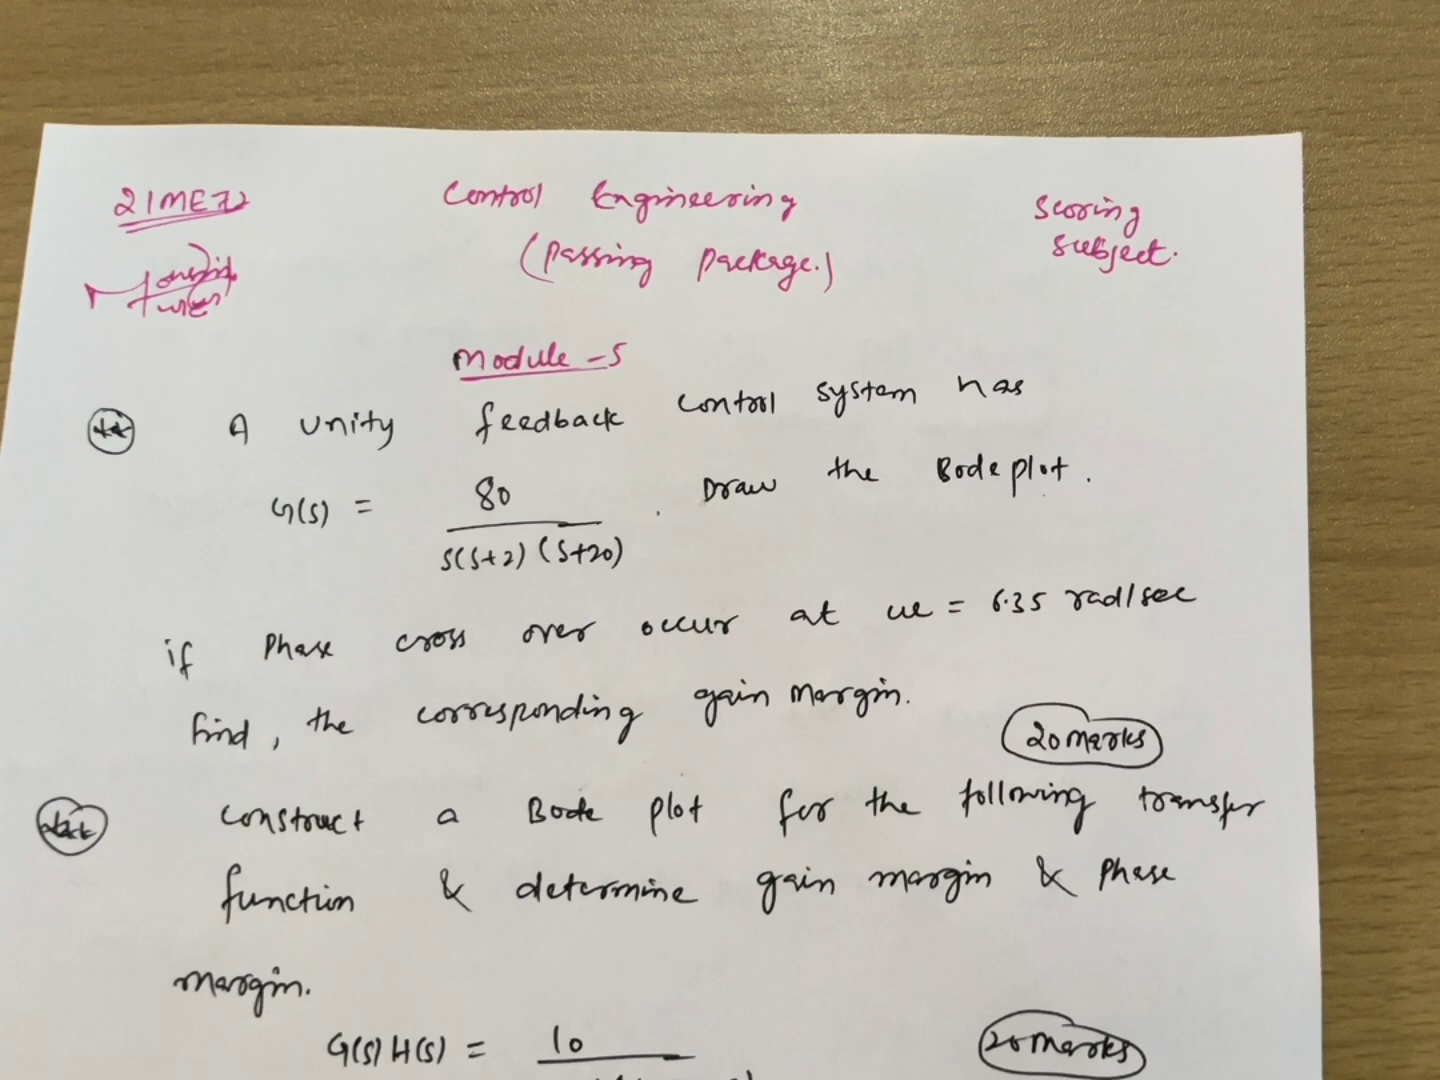 21ME72 Control Engineering Scoring
(Passing Package.) subject.
Module-5
** A unity feedback control system has
G(s) = 80 / s(s+2)(s+20) . Draw the Bode plot.
if Phase cross over occur at = 6.35 rad/sec
find, the corresponding gain margin.
20 marks
construct a Bode plot for the following transfer
function & determine gain margin & Phase
margin.
G(s) H(s) = 10
20 marks